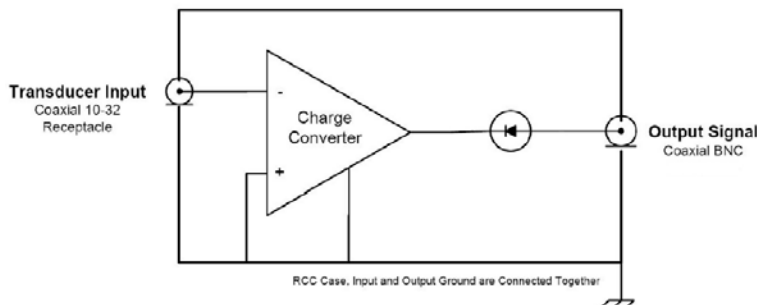 Transducer Input
Coaxial 10-32
Receptacle
-
Charge
Converter
+
Output Signal
Coaxial BNC
RCC Case, Input and Output Ground are Connected Together